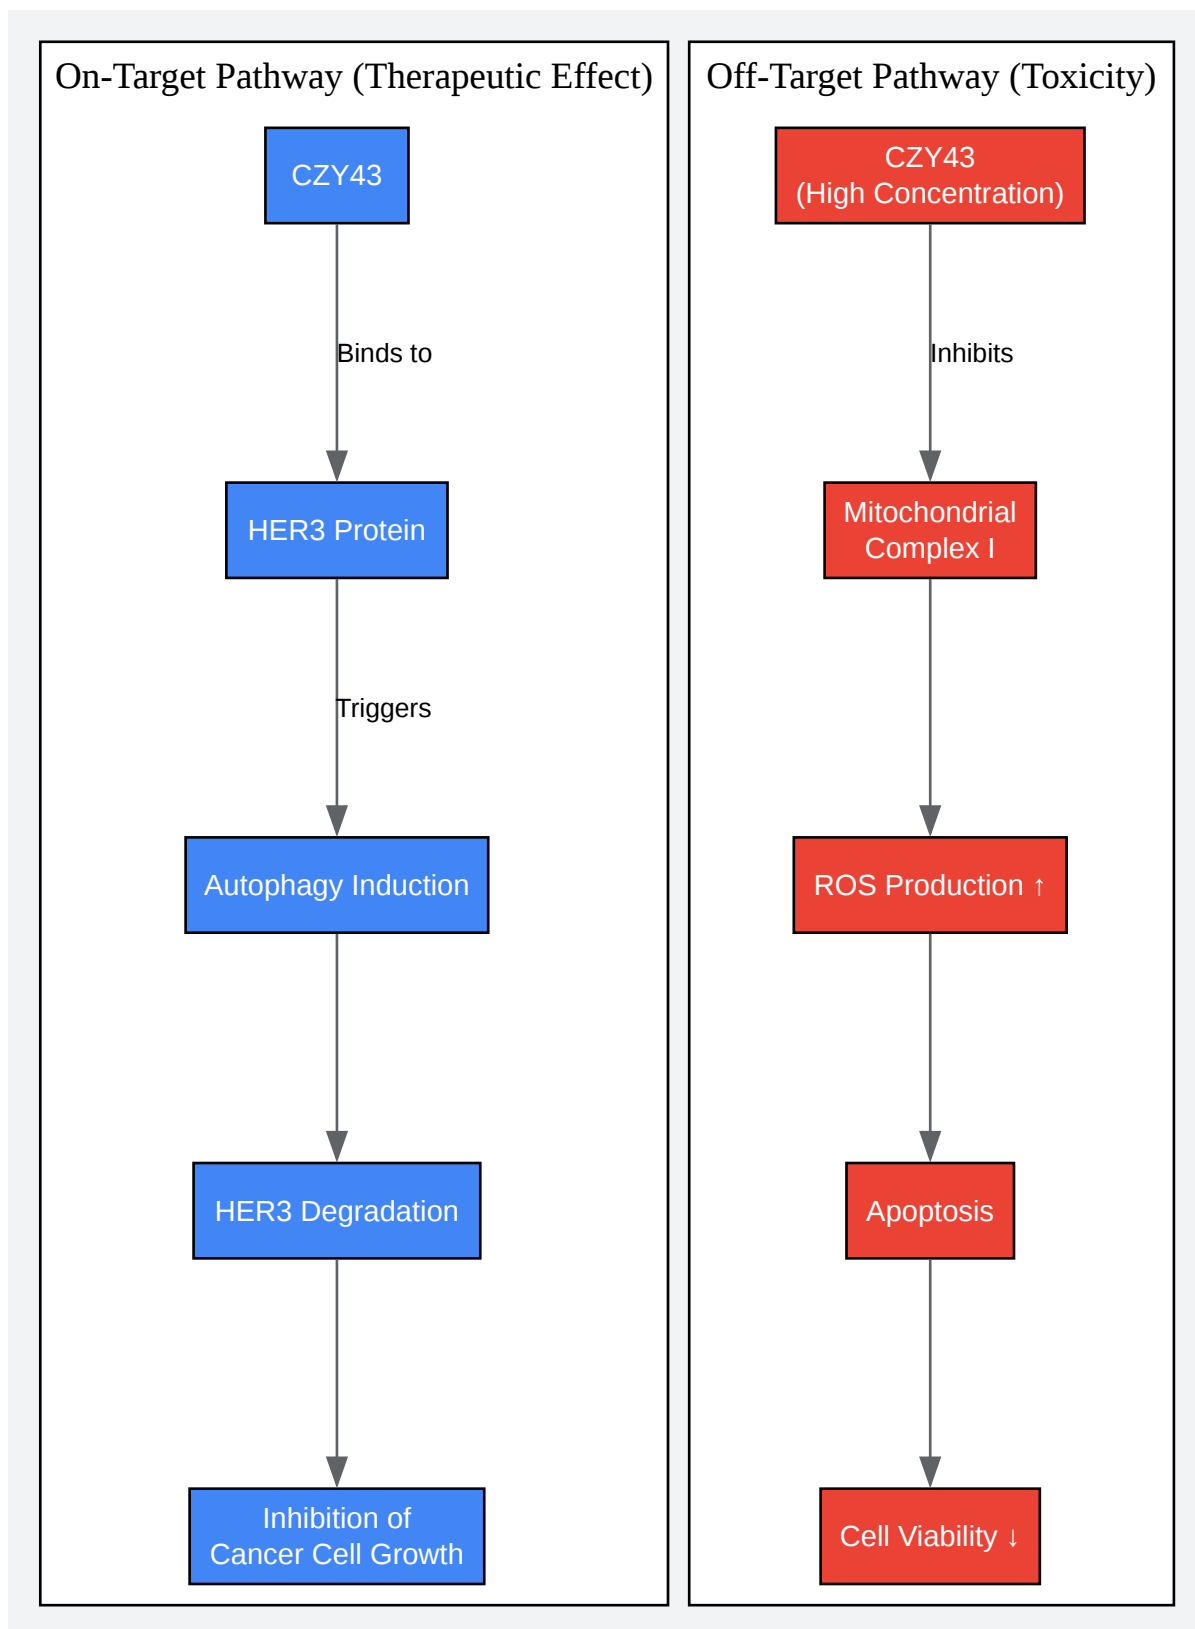 On-Target Pathway (Therapeutic Effect)
CZY43
Binds to
HER3 Protein
Triggers
Autophagy Induction
HER3 Degradation
Inhibition of
Cancer Cell Growth
Off-Target Pathway (Toxicity)
CZY43
(High Concentration)
Inhibits
Mitochondrial
Complex I
ROS Production ↑
Apoptosis
Cell Viability ↓